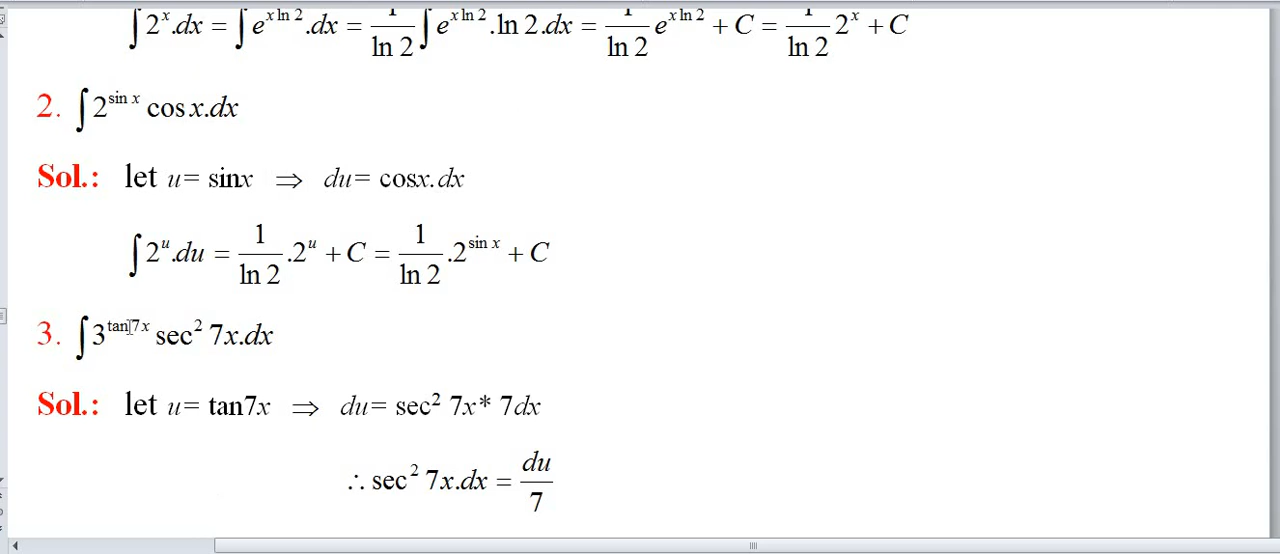 ∫2^x.dx = ∫e^{x ln 2}.dx = 1/ln 2 ∫e^{x ln 2}.ln 2.dx = 1/ln 2 e^{x ln 2} + C = 1/ln 2 2^x + C
2. ∫2^{sin x} cos x.dx
Sol.: let u= sinx ⇒ du= cosx.dx
∫2^u.du = 1/ln 2 .2^u + C = 1/ln 2 .2^{sin x} + C
3. ∫3^{tan 7x} sec² 7x.dx
Sol.: let u= tan7x ⇒ du= sec² 7x* 7dx
∴ sec² 7x.dx = du/7